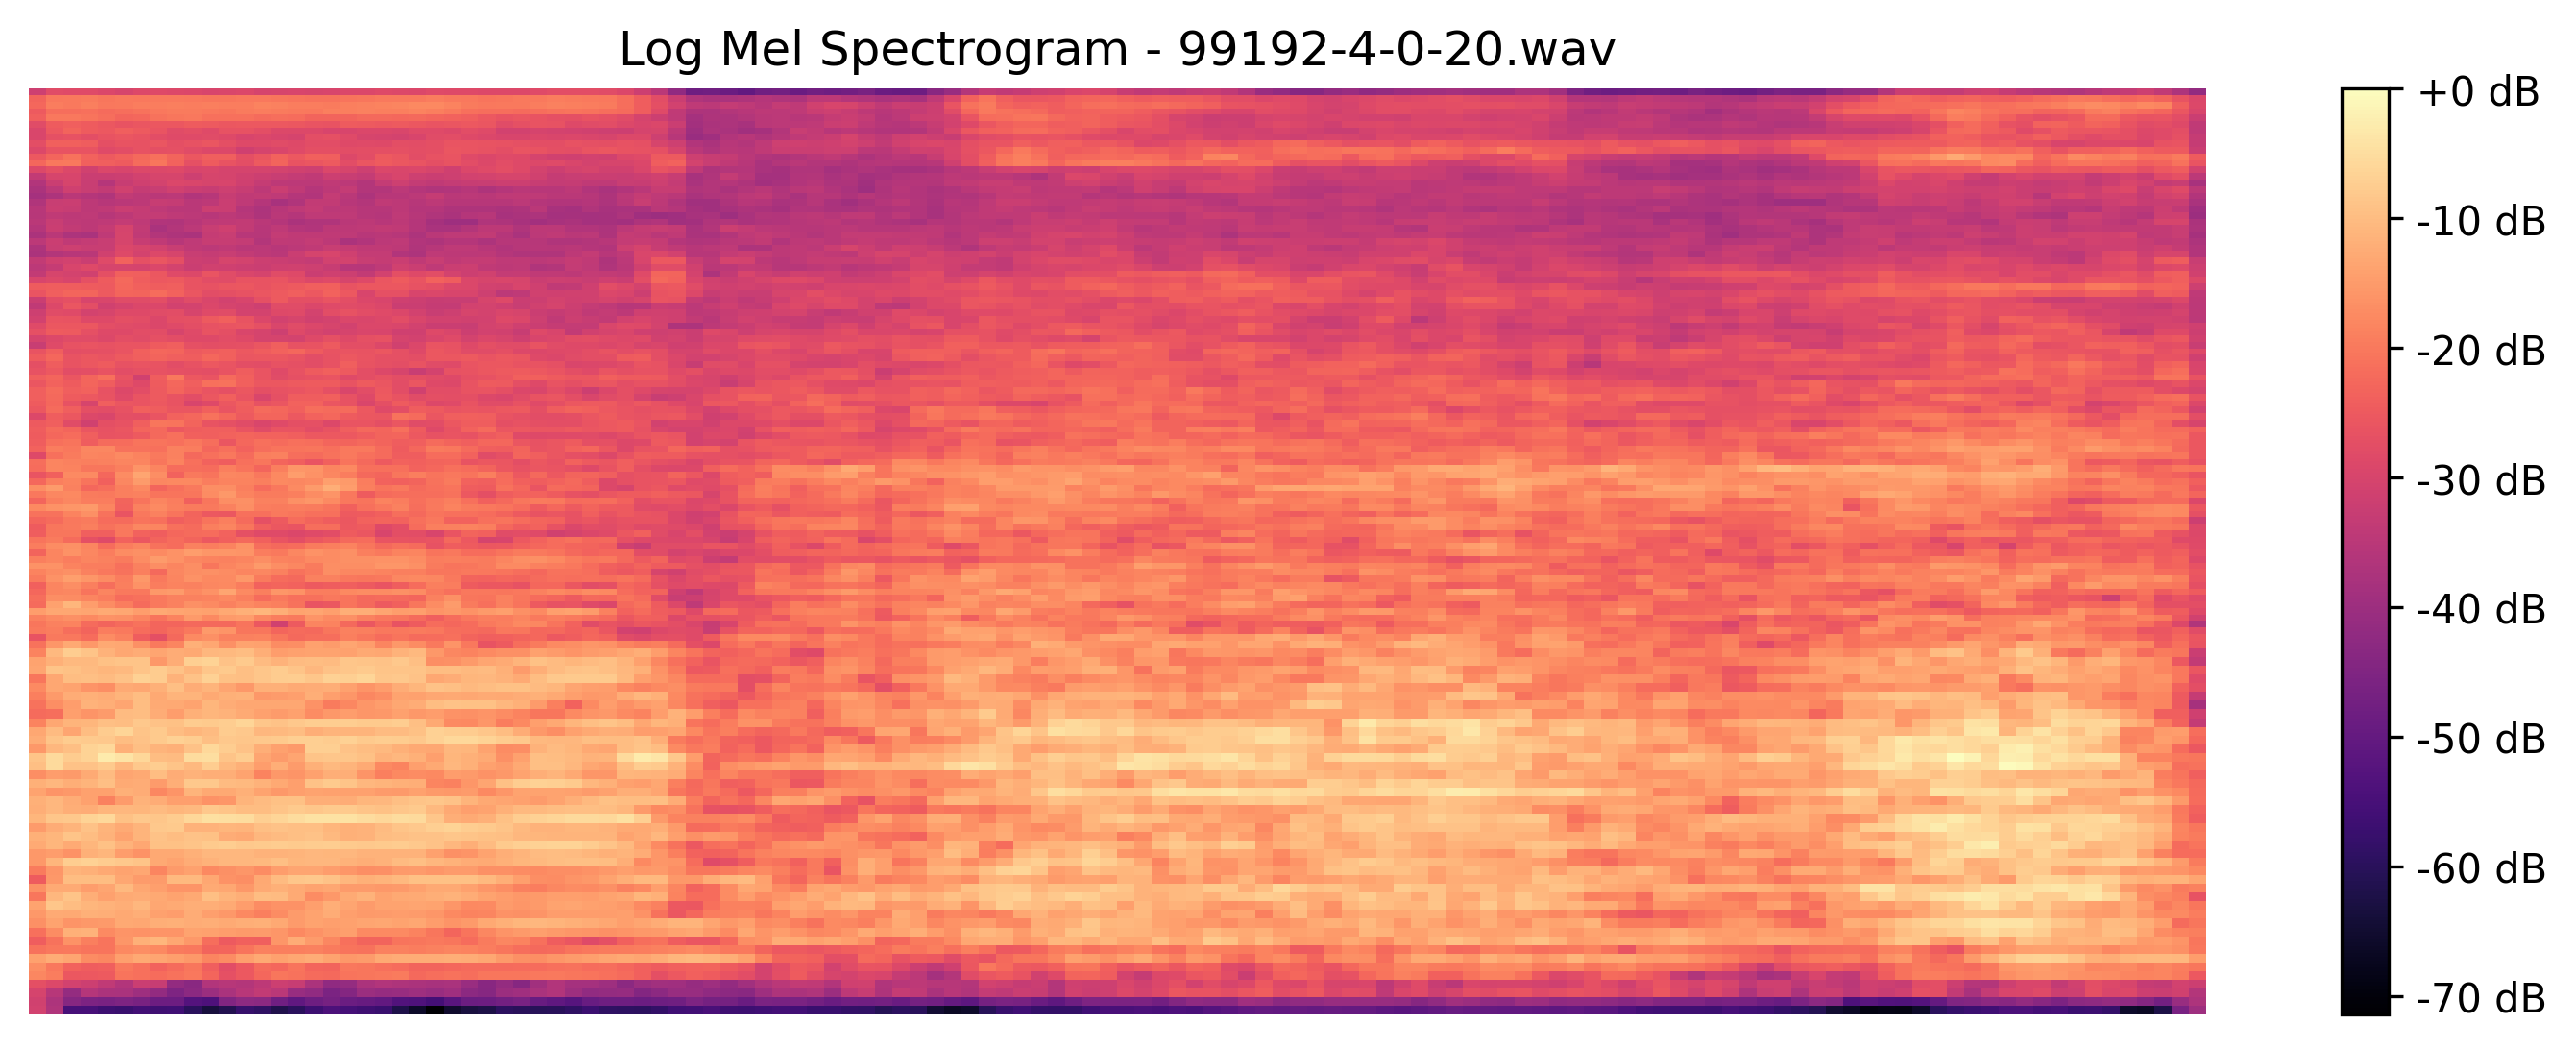 Log Mel Spectrogram - 99192-4-0-20.wav
+0 dB
-10 dB
-20 dB
-30 dB
-40 dB
-50 dB
-60 dB
-70 dB